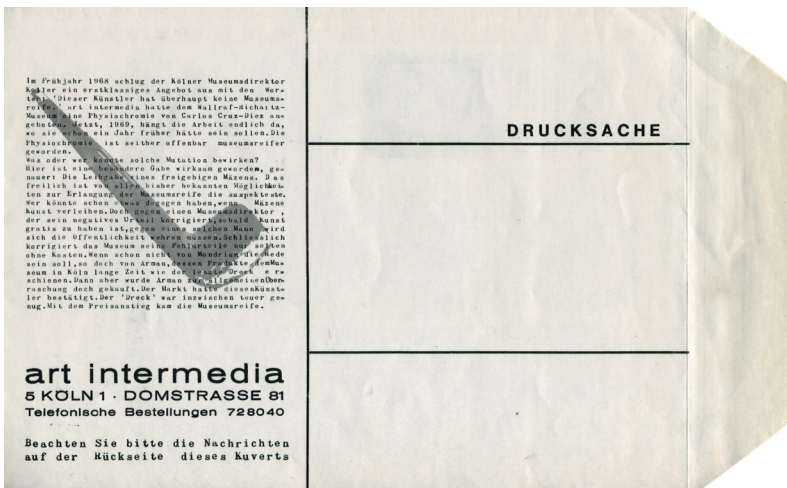 Im Frühjahr 1968 schlug der Kölner Museumsdirektor
Keller ein erstklassiges Angebot aus mit den Wor-
ten:'Dieser Künstler hat überhaupt keine Museums-
reife.' art intermedia hatte dem Wallraf-Richartz-
Museum eine Physiochromie von Carlos Cruz-Diez ane
geboten. Jetzt, 1969, hängt die Arbeit endlich da,
wo sie schon ein Jahr früher hätte sein sollen.Die
Physiochromie ist seither offenbar museumsreifer
geworden.
Was oder wer konnte solche Mutation bewirken?
Hier ist eine besondere Gabe wirksam geworden, ge-
nauer: Die Leihgabe eines freigebigen Mäzens. Das
freilich ist von allen bisher bekannten Möglichkei-
ten zur Erlangung der Museumsreife die suspekteste.
Wer könnte schon etwas dagegen haben,wenn Mäzene
Kunst verleihen.Doch gegen einen Museumsdirektor ,
der sein negatives Urteil korrigiert,sobald Kunst
gratis zu haben ist,gegen einen solchen Mann wird
sich die Öffentlichkeit wehren müssen.Schließlich
korrigiert das Museum seine Fehlurteile nur selten
ohne Kosten.Wenn schon nicht von Mondrian die Rede
sein soll,so doch von Arman,dessen Produkte demMu-
seum in Köln lange Zeit wie der letzte Dreck er-
schienen.Dann aber wurde Arman zur allgemeinenÜber-
raschung doch gekauft.Der Markt hatte diesenKünst-
ler bestätigt.Der 'Dreck' war inzwischen teuer ge-
nug.Mit dem Preisanstieg kam die Museumsreife.
art intermedia
5 KÖLN 1 · DOMSTRASSE 81
Telefonische Bestellungen 728040
Beachten Sie bitte die Nachrichten
auf der Rückseite dieses Kuverts
DRUCKSACHE